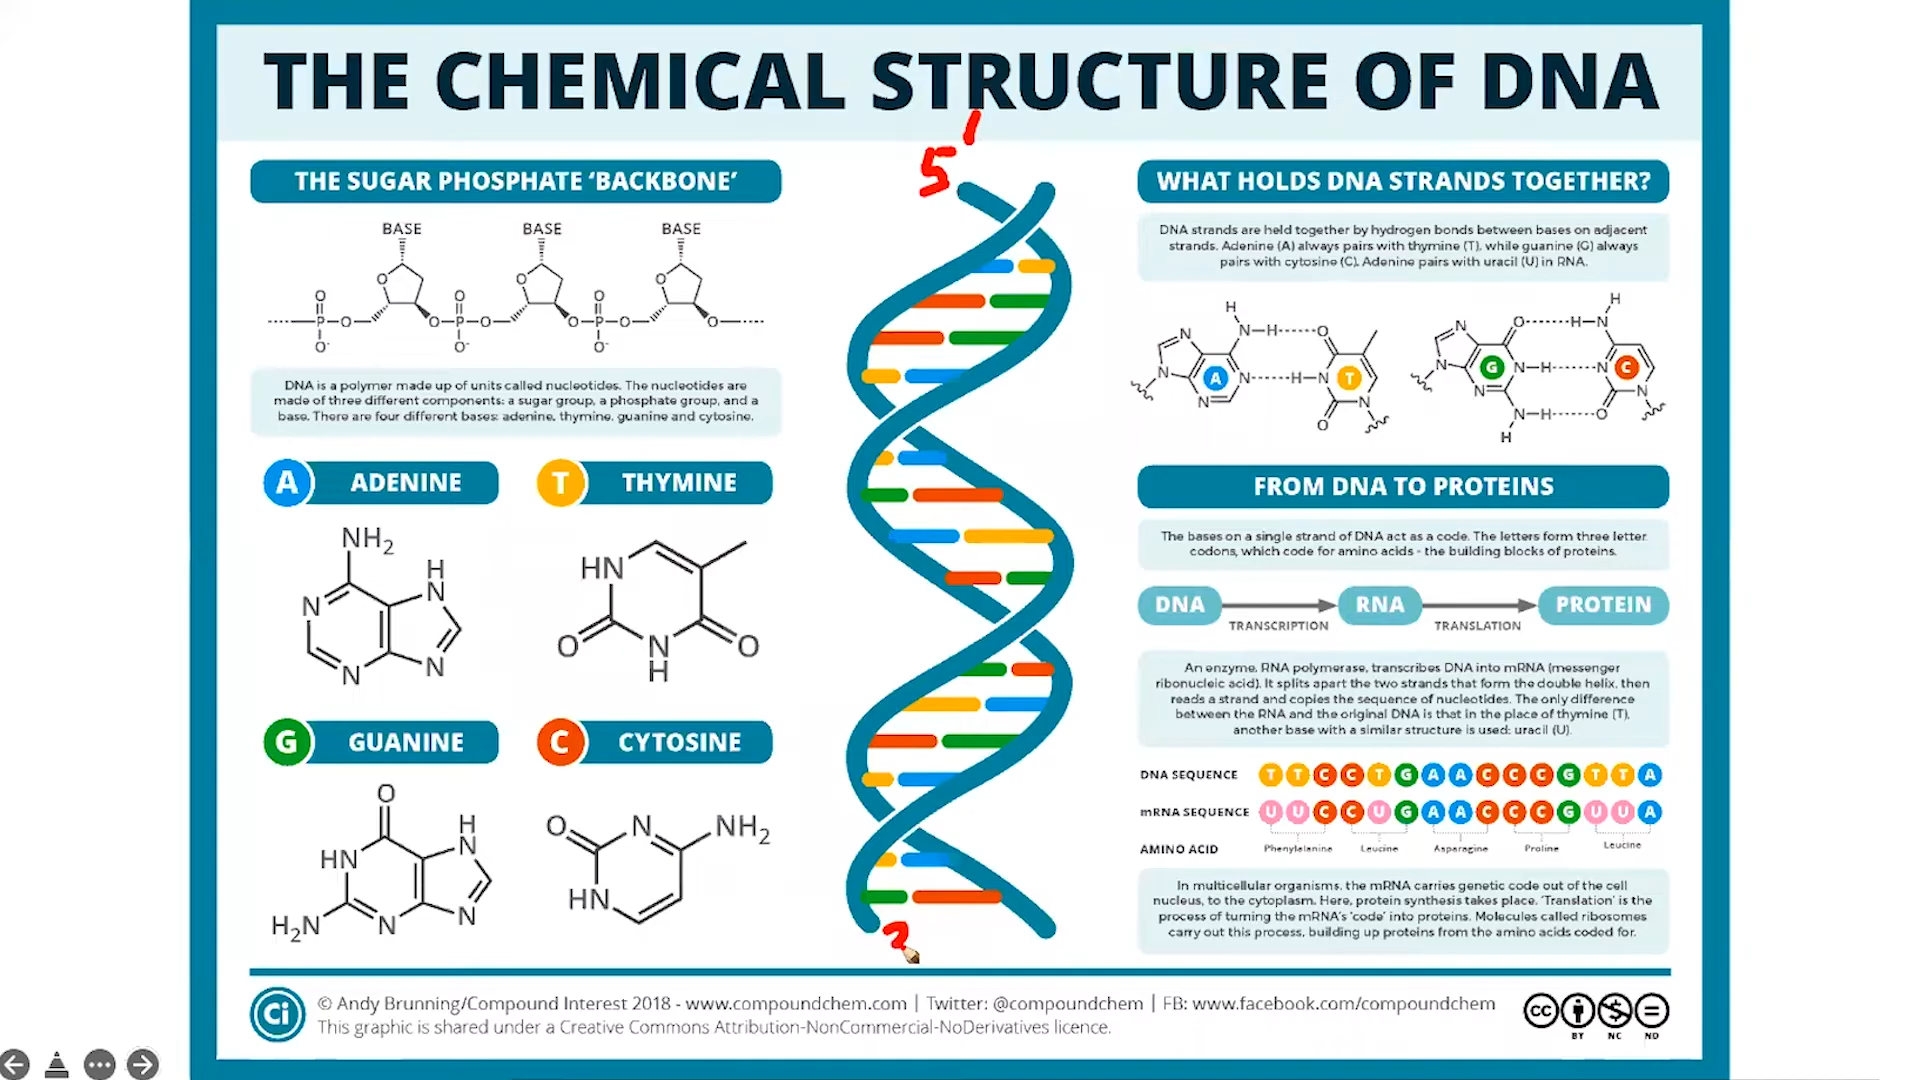 THE CHEMICAL STRUCTURE OF DNA
5'
THE SUGAR PHOSPHATE ‘BACKBONE’
BASE BASE BASE
O O O
O O O
P O O P O O P O O
O- O- O-
DNA is a polymer made up of units called nucleotides. The nucleotides are
made of three different components: a sugar group, a phosphate group, and a
base. There are four different bases: adenine, thymine, guanine and cytosine.
A ADENINE
NH2
N
H
N
N
N
T THYMINE
HN
O
N
H
O
G GUANINE
O
H
N
HN
H2N
N
N
C CYTOSINE
O
N
NH2
HN
3
WHAT HOLDS DNA STRANDS TOGETHER?
DNA strands are held together by hydrogen bonds between bases on adjacent
strands. Adenine (A) always pairs with thymine (T), while guanine (G) always
pairs with cytosine (C). Adenine pairs with uracil (U) in RNA.
H H
N N H O N O H N
N A N H N T N G N H N C
N O N N N H O N
H
FROM DNA TO PROTEINS
The bases on a single strand of DNA act as a code. The letters form three letter
codons, which code for amino acids - the building blocks of proteins.
DNA RNA PROTEIN
TRANSCRIPTION TRANSLATION
An enzyme, RNA polymerase, transcribes DNA into mRNA (messenger
ribonucleic acid). It splits apart the two strands that form the double helix, then
reads a strand and copies the sequence of nucleotides. The only difference
between the RNA and the original DNA is that in the place of thymine (T),
another base with a similar structure is used: uracil (U).
DNA SEQUENCE T T C C T G A A C C C G T T A
mRNA SEQUENCE U U C C U G A A C C C G U U A
AMINO ACID Phenylalanine Leucine Asparagine Proline Leucine
In multicellular organisms, the mRNA carries genetic code out of the cell
nucleus, to the cytoplasm. Here, protein synthesis takes place. ‘Translation’ is the
process of turning the mRNA’s ‘code’ into proteins. Molecules called ribosomes
carry out this process, building up proteins from the amino acids coded for.
Ci
© Andy Brunning/Compound Interest 2018 - www.compoundchem.com | Twitter: @compoundchem | FB: www.facebook.com/compoundchem
This graphic is shared under a Creative Commons Attribution-NonCommercial-NoDerivatives licence.
CC
BY NC ND